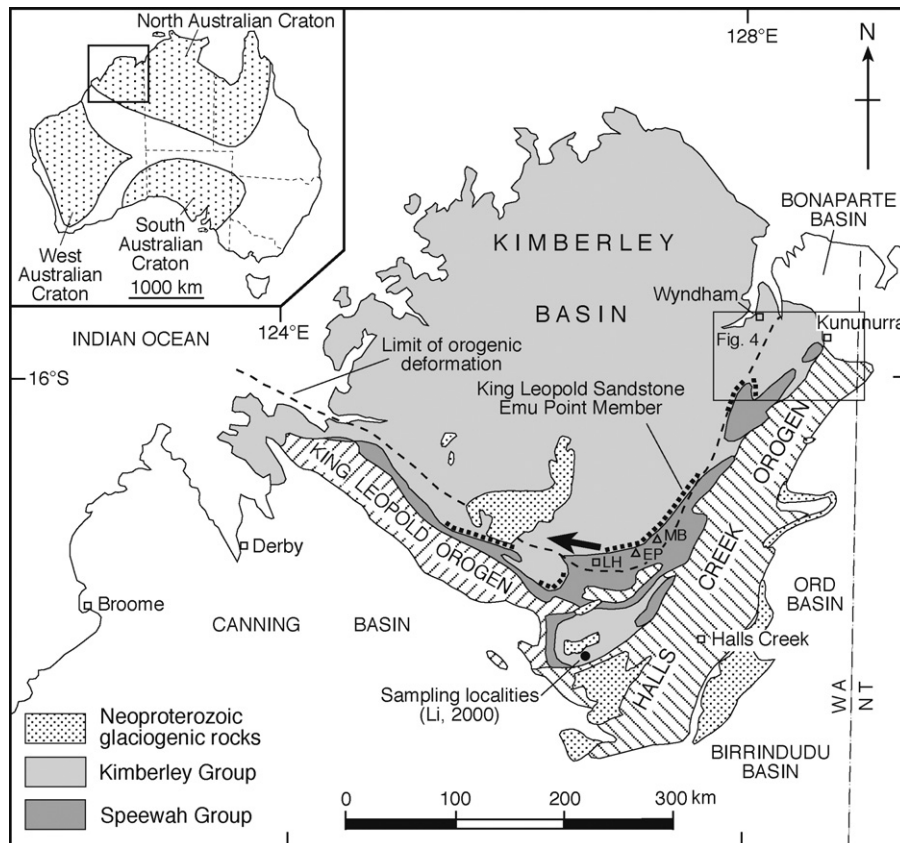 North Australian Craton
128°E
N
BONAPARTE
BASIN
KIMBERLEY
BASIN
South
Australian
Craton
West
Australian
Craton
1000 km
124°E
INDIAN OCEAN
Limit of orogenic
deformation
Wyndham
Kununurra
Fig. 4
16°S
King Leopold Sandstone
Emu Point Member
KING LEOPOLD OROGEN
HALLS CREEK OROGEN
MB
EP
LH
Derby
Broome
CANNING BASIN
ORD
BASIN
Halls Creek
Sampling localities
(Li, 2000)
WA NT
BIRRINDUDU
BASIN
Neoproterozoic
glaciogenic rocks
Kimberley Group
Speewah Group
0 100 200 300 km